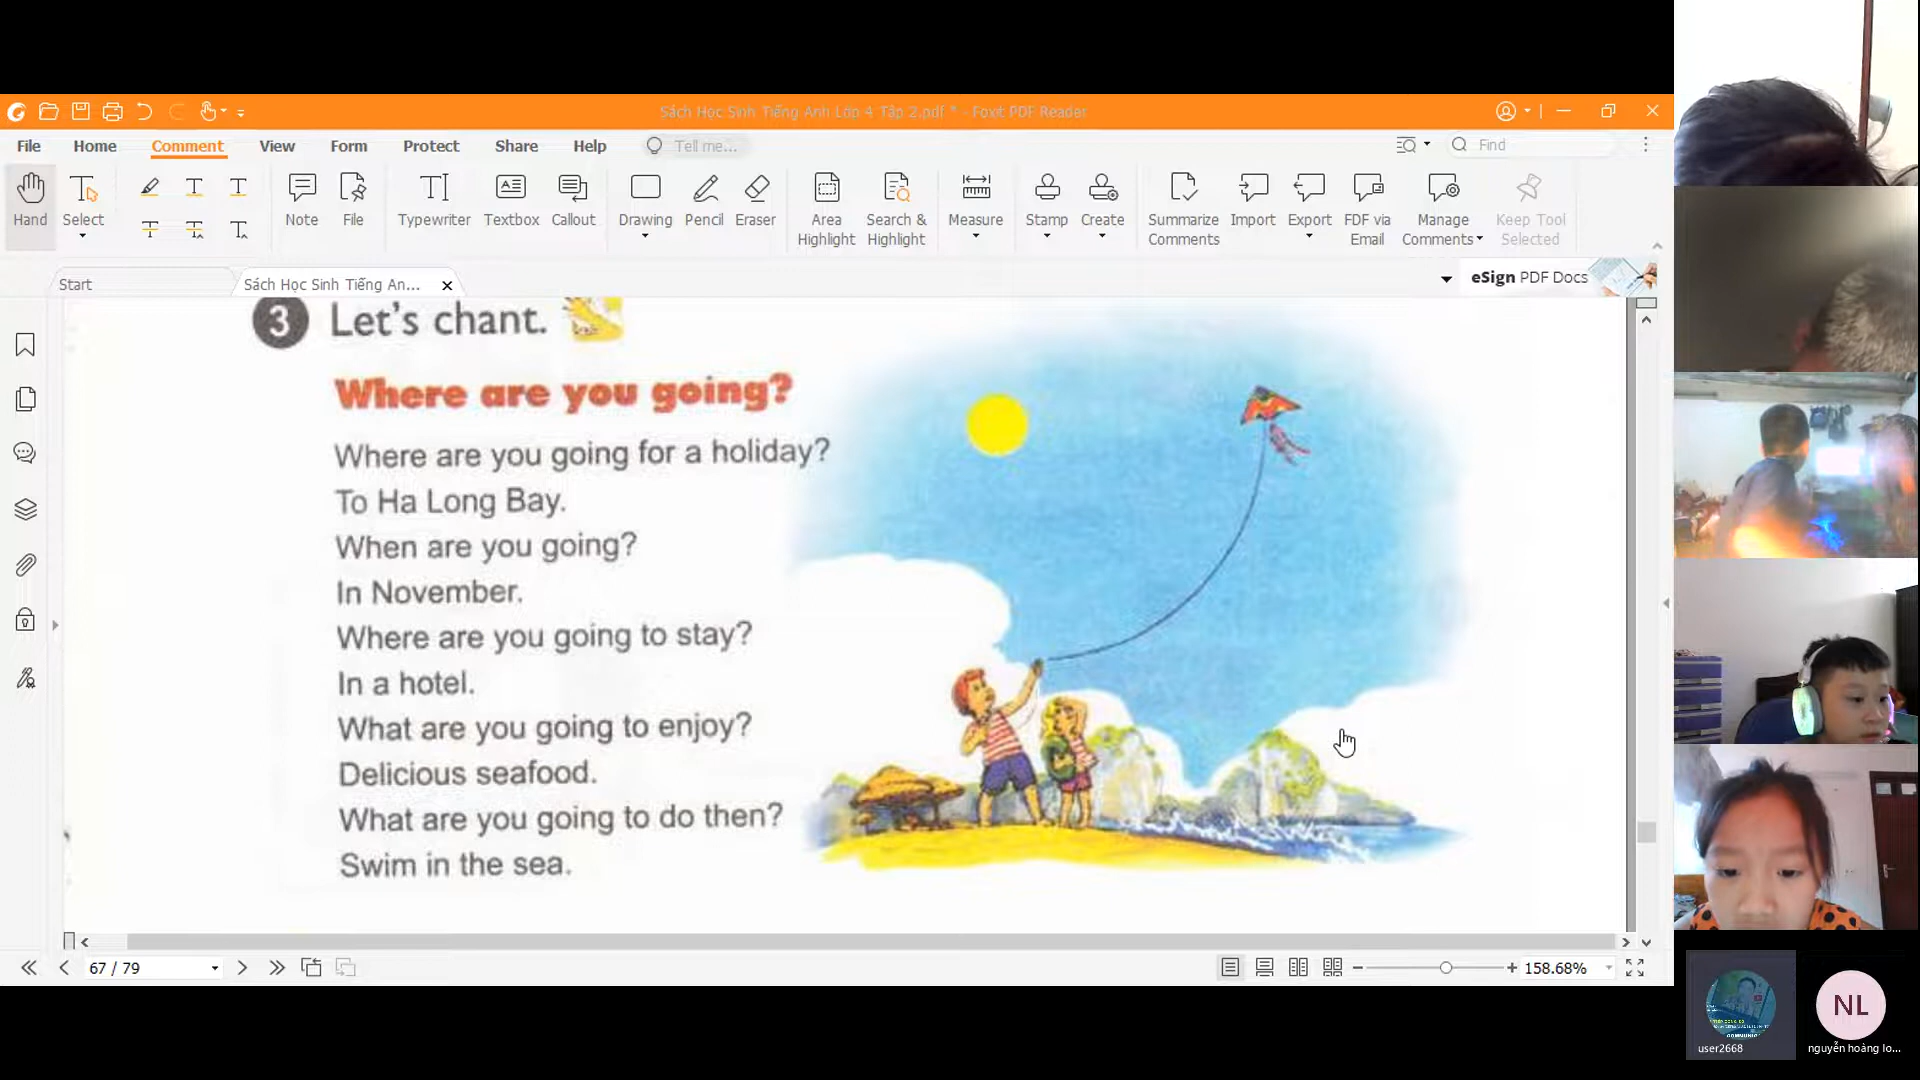 Sách Học Sinh Tiếng Anh Lớp 4 Tập 2.pdf * - Foxit PDF Reader
File Home Comment View Form Protect Share Help Tell me... Find
Hand Select Note File Typewriter Textbox Callout Drawing Pencil Eraser Area Highlight Search & Highlight Measure Stamp Create Summarize Comments Import Export FDF via Email Manage Comments Keep Tool Selected
Start Sách Học Sinh Tiếng An... eSign PDF Docs
3 Let's chant.
Where are you going?
Where are you going for a holiday?
To Ha Long Bay.
When are you going?
In November.
Where are you going to stay?
In a hotel.
What are you going to enjoy?
Delicious seafood.
What are you going to do then?
Swim in the sea.
67 / 79 158.68%
NL
user2668 nguyễn hoàng lo...